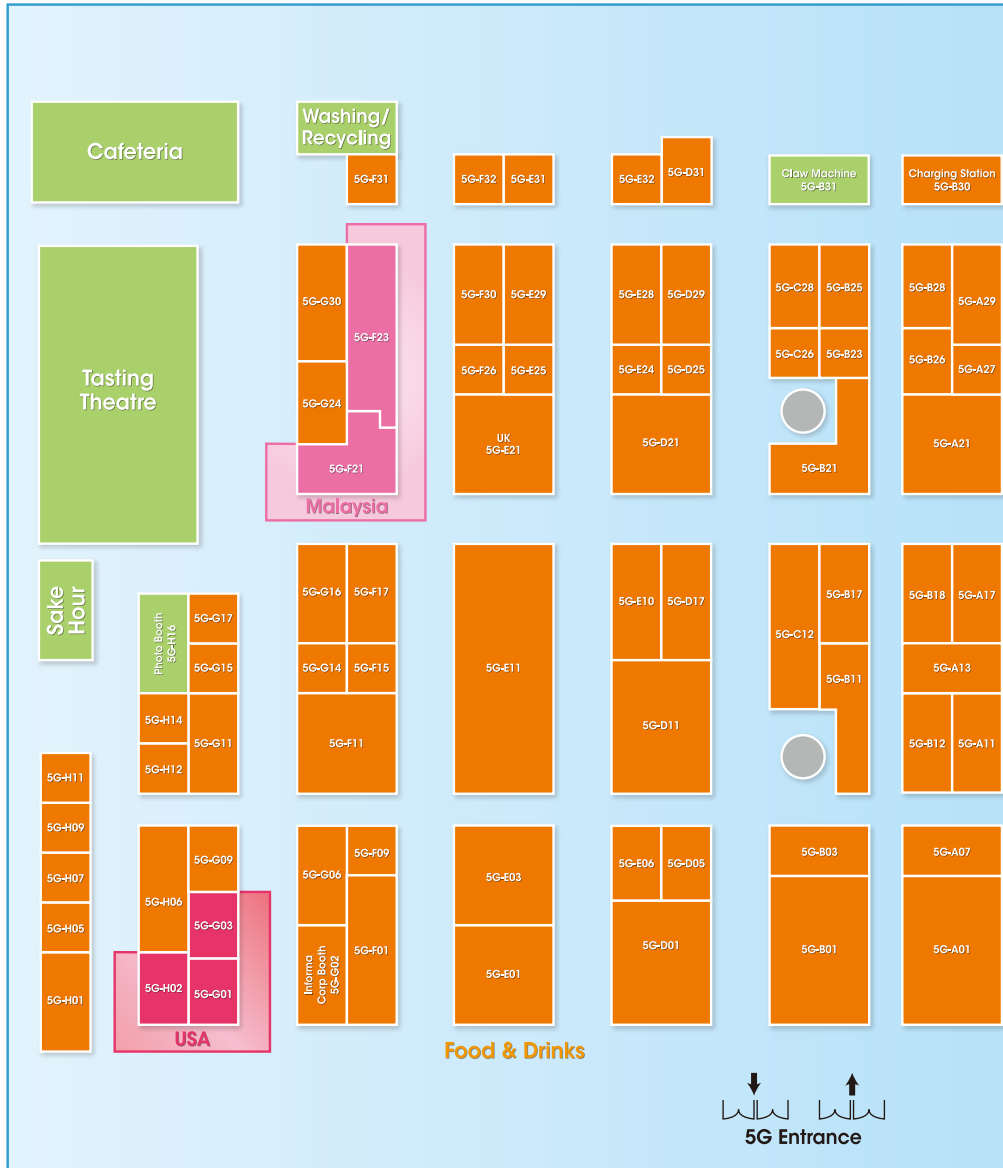 Cafeteria
Washing/
Recycling
5G-F31
5G-F32
5G-E31
5G-E32
5G-D31
Claw Machine
5G-B31
Charging Station
5G-B30
Tasting
Theatre
5G-G30
5G-F23
5G-G24
5G-F21
Malaysia
5G-F30
5G-E29
5G-F26
5G-E25
UK
5G-E21
5G-E28
5G-D29
5G-E24
5G-D25
5G-D21
5G-C28
5G-B25
5G-C26
5G-B23
5G-B21
5G-B28
5G-A29
5G-B26
5G-A27
5G-A21
Sake
Hour
Photo Booth
5G-H16
5G-G17
5G-G15
5G-H14
5G-G11
5G-H12
5G-G16
5G-F17
5G-G14
5G-F15
5G-F11
5G-E11
5G-E10
5G-D17
5G-D11
5G-C12
5G-B17
5G-B11
5G-B18
5G-A17
5G-A13
5G-B12
5G-A11
5G-H11
5G-H09
5G-H07
5G-H05
5G-H01
5G-H06
5G-G09
5G-G03
5G-H02
5G-G01
USA
5G-G06
5G-F09
Informa
Corp Booth
5G-G02
5G-F01
5G-E03
5G-E01
5G-E06
5G-D05
5G-D01
5G-B03
5G-B01
5G-A07
5G-A01
Food & Drinks
5G Entrance